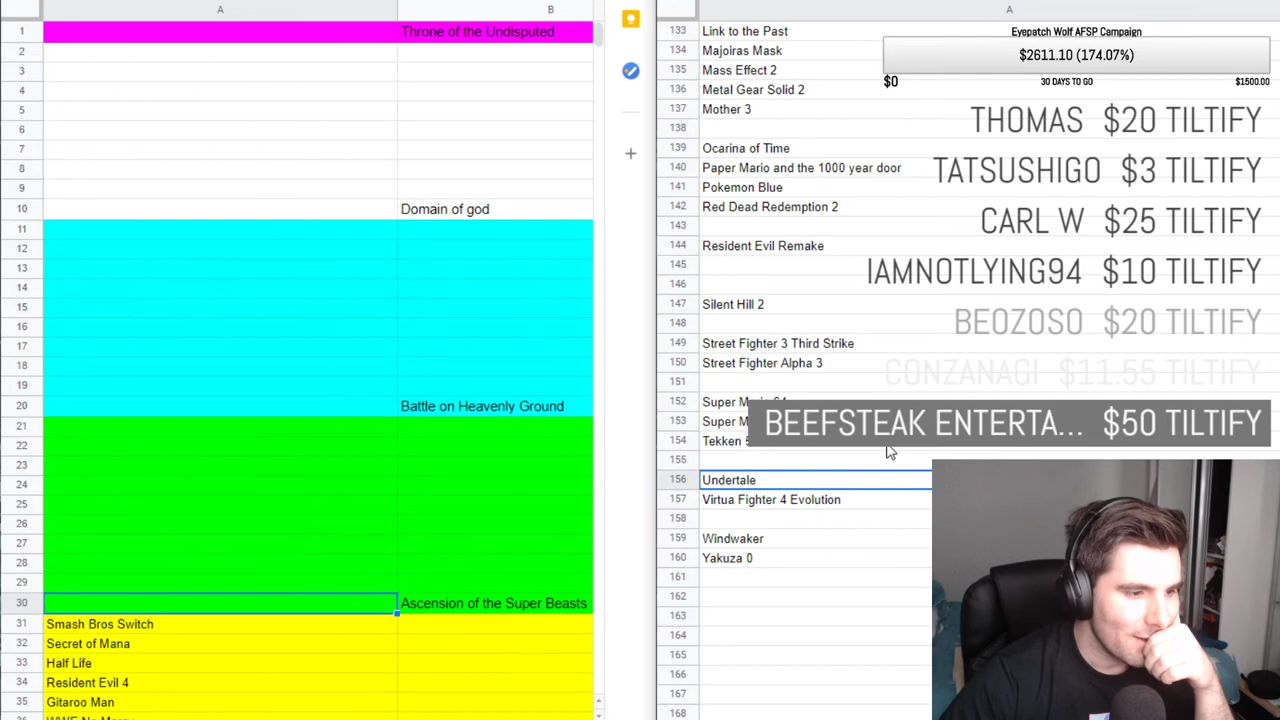 A
B
1 Throne of the Undisputed
2
3
4
5
6
7
8
9
10 Domain of god
11
12
13
14
15
16
17
18
19
20 Battle on Heavenly Ground
21
22
23
24
25
26
27
28
29
30 Ascension of the Super Beasts
31 Smash Bros Switch
32 Secret of Mana
33 Half Life
34 Resident Evil 4
35 Gitaroo Man
A
133 Link to the Past
134 Majoiras Mask
135 Mass Effect 2
136 Metal Gear Solid 2
137 Mother 3
138
139 Ocarina of Time
140 Paper Mario and the 1000 year door
141 Pokemon Blue
142 Red Dead Redemption 2
143
144 Resident Evil Remake
145
146
147 Silent Hill 2
148
149 Street Fighter 3 Third Strike
150 Street Fighter Alpha 3
151
152 Super
153 Super
154 Tekken
155
156 Undertale
157 Virtua Fighter 4 Evolution
158
159 Windwaker
160 Yakuza 0
161
162
163
164
165
166
167
168
Eyepatch Wolf AFSP Campaign
$2611.10 (174.07%)
$0 30 DAYS TO GO $1500.00
THOMAS $20 TILTIFY
TATSUSHIGO $3 TILTIFY
CARL W $25 TILTIFY
IAMNOTLYING94 $10 TILTIFY
BEOZOSO $20 TILTIFY
CONZANAGI $11.55 TILTIFY
BEEFSTEAK ENTERTA... $50 TILTIFY